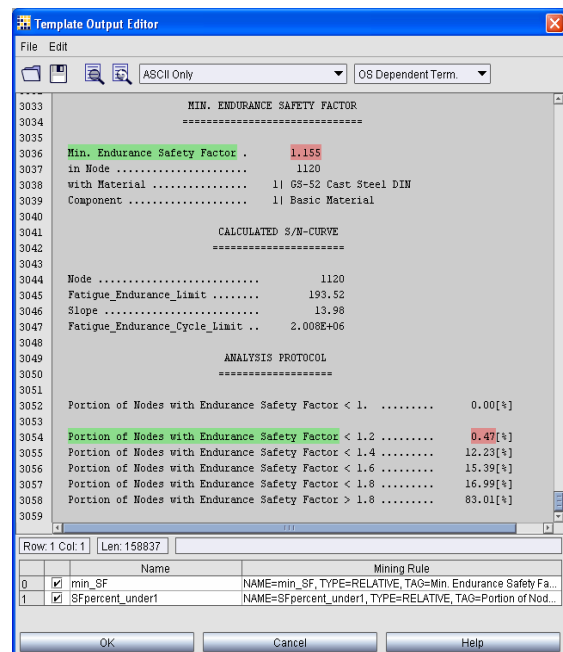 Template Output Editor
File Edit
ASCII Only OS Dependent Term.
3033 MIN. ENDURANCE SAFETY FACTOR
3034 ==============================
3035
3036 Min. Endurance Safety Factor . 1.155
3037 in Node ...................... 1120
3038 with Material ................ 1| GS-52 Cast Steel DIN
3039 Component .................... 1| Basic Material
3040
3041 CALCULATED S/N-CURVE
3042 ======================
3043
3044 Node ........................... 1120
3045 Fatigue_Endurance_Limit ........ 193.52
3046 Slope .......................... 13.98
3047 Fatigue_Endurance_Cycle_Limit .. 2.008E+06
3048
3049 ANALYSIS PROTOCOL
3050 ===================
3051
3052 Portion of Nodes with Endurance Safety Factor < 1. ......... 0.00[%]
3053
3054 Portion of Nodes with Endurance Safety Factor < 1.2 ......... 0.47[%]
3055 Portion of Nodes with Endurance Safety Factor < 1.4 ......... 12.23[%]
3056 Portion of Nodes with Endurance Safety Factor < 1.6 ......... 15.39[%]
3057 Portion of Nodes with Endurance Safety Factor < 1.8 ......... 16.99[%]
3058 Portion of Nodes with Endurance Safety Factor > 1.8 ......... 83.01[%]
3059
Row: 1 Col: 1 Len: 158837
Name Mining Rule
0 min_SF NAME=min_SF, TYPE=RELATIVE, TAG=Min. Endurance Safety Fa...
1 SFpercent_under1 NAME=SFpercent_under1, TYPE=RELATIVE, TAG=Portion of Nod...
OK Cancel Help